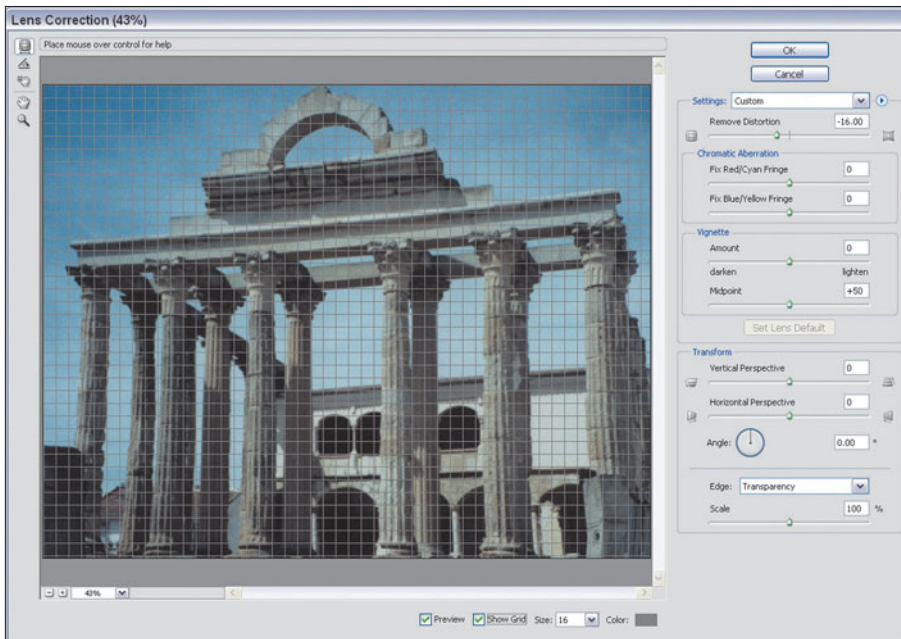 Lens Correction (43%)
Place mouse over control for help
OK
Cancel
Settings: Custom
Remove Distortion -16.00
Chromatic Aberration
Fix Red/Cyan Fringe 0
Fix Blue/Yellow Fringe 0
Vignette
Amount 0
darken lighten
Midpoint +50
Set Lens Default
Transform
Vertical Perspective 0
Horizontal Perspective 0
Angle: 0.00 °
Edge: Transparency
Scale 100 %
43%
Preview Show Grid Size: 16 Color: